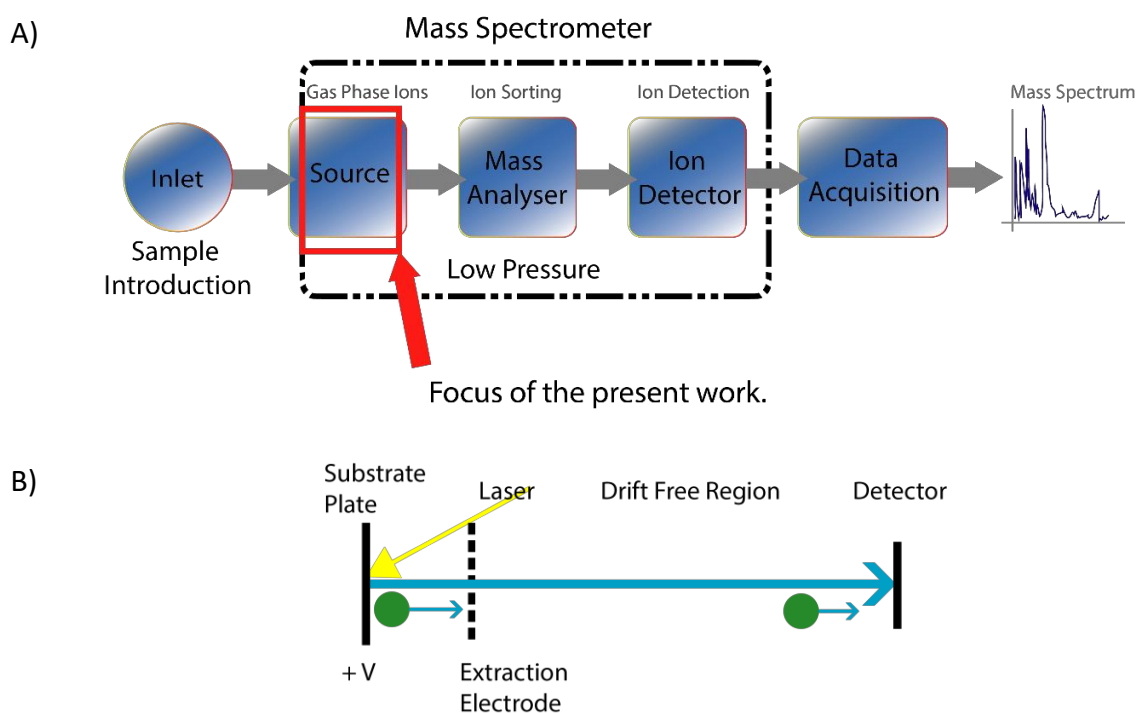 A)
Mass Spectrometer
Gas Phase Ions
Ion Sorting
Ion Detection
Mass Spectrum
Inlet
Source
Mass
Analyser
Ion
Detector
Data
Acquisition
Sample
Introduction
Low Pressure
Focus of the present work.
B)
Substrate
Plate
Laser
Drift Free Region
Detector
+ V
Extraction
Electrode